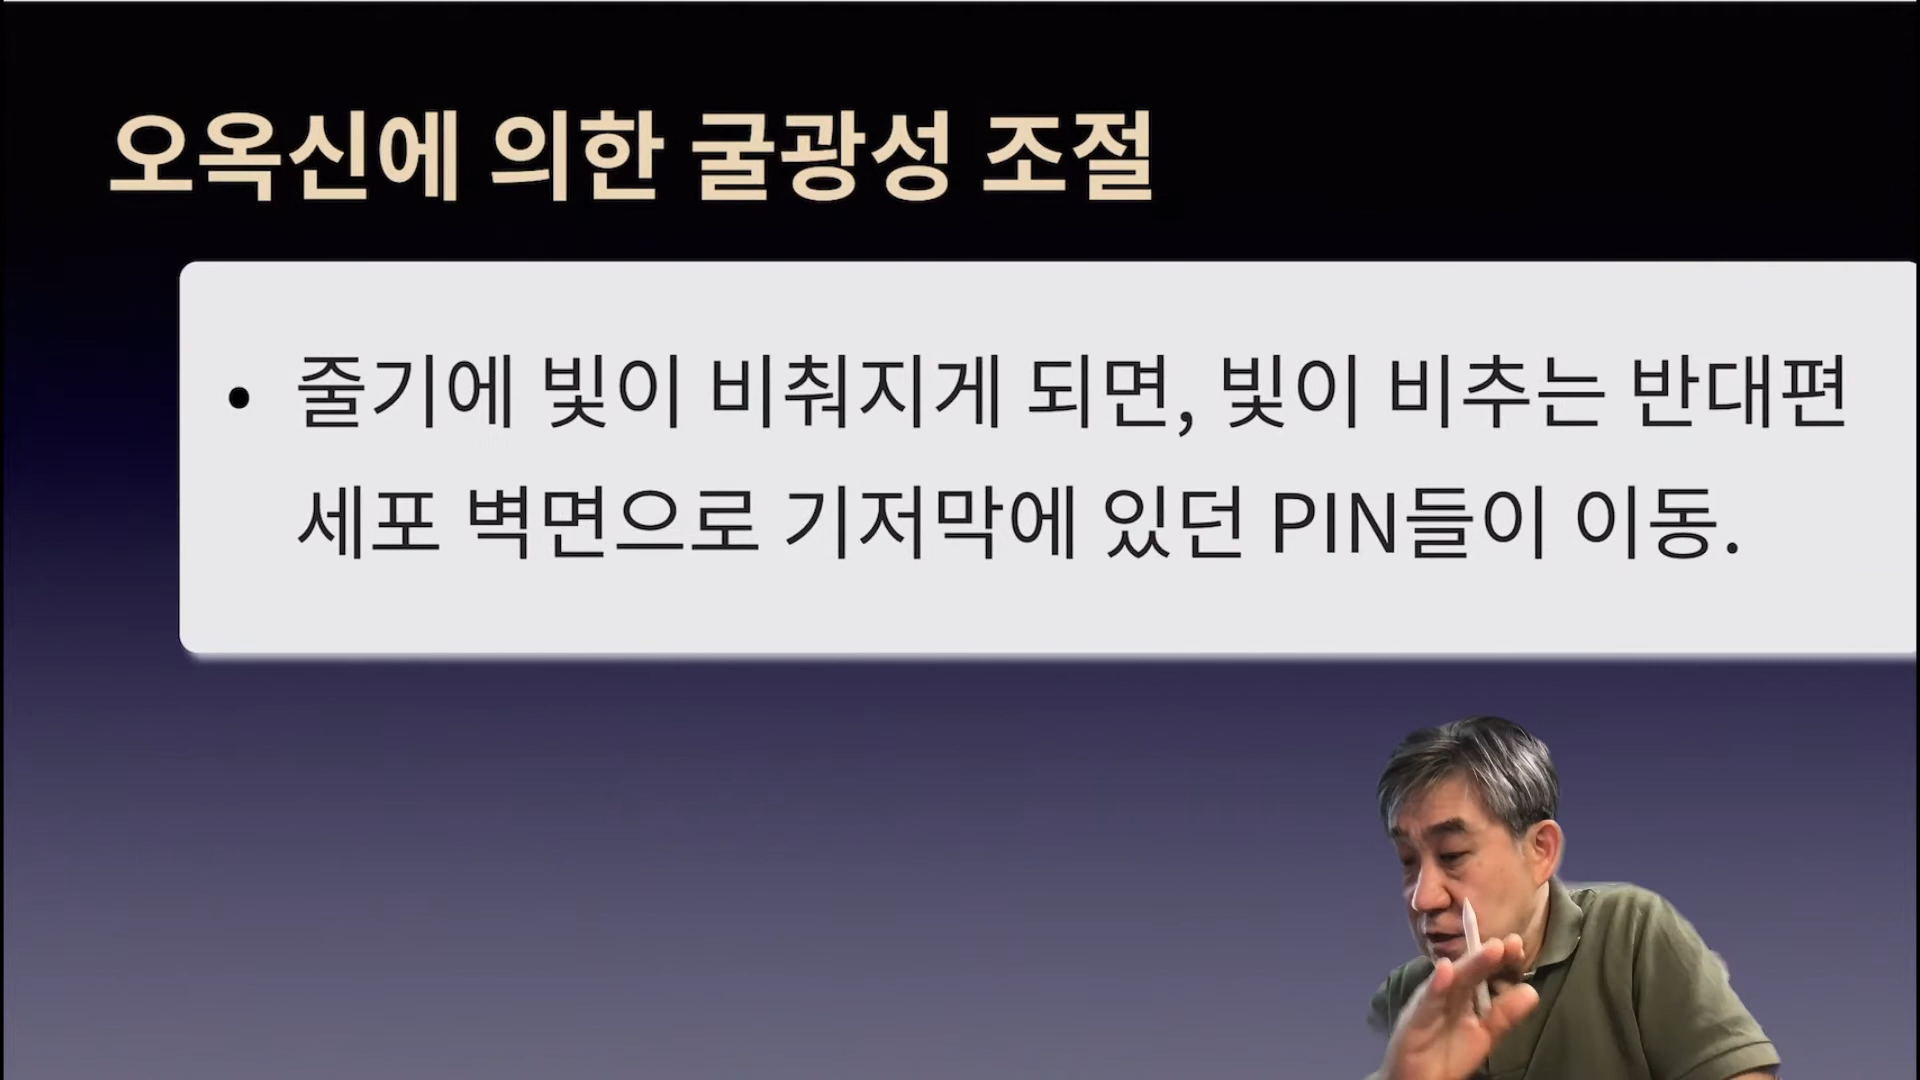 오옥신에 의한 굴광성 조절
• 줄기에 빛이 비춰지게 되면, 빛이 비추는 반대편
세포 벽면으로 기저막에 있던 PIN들이 이동.